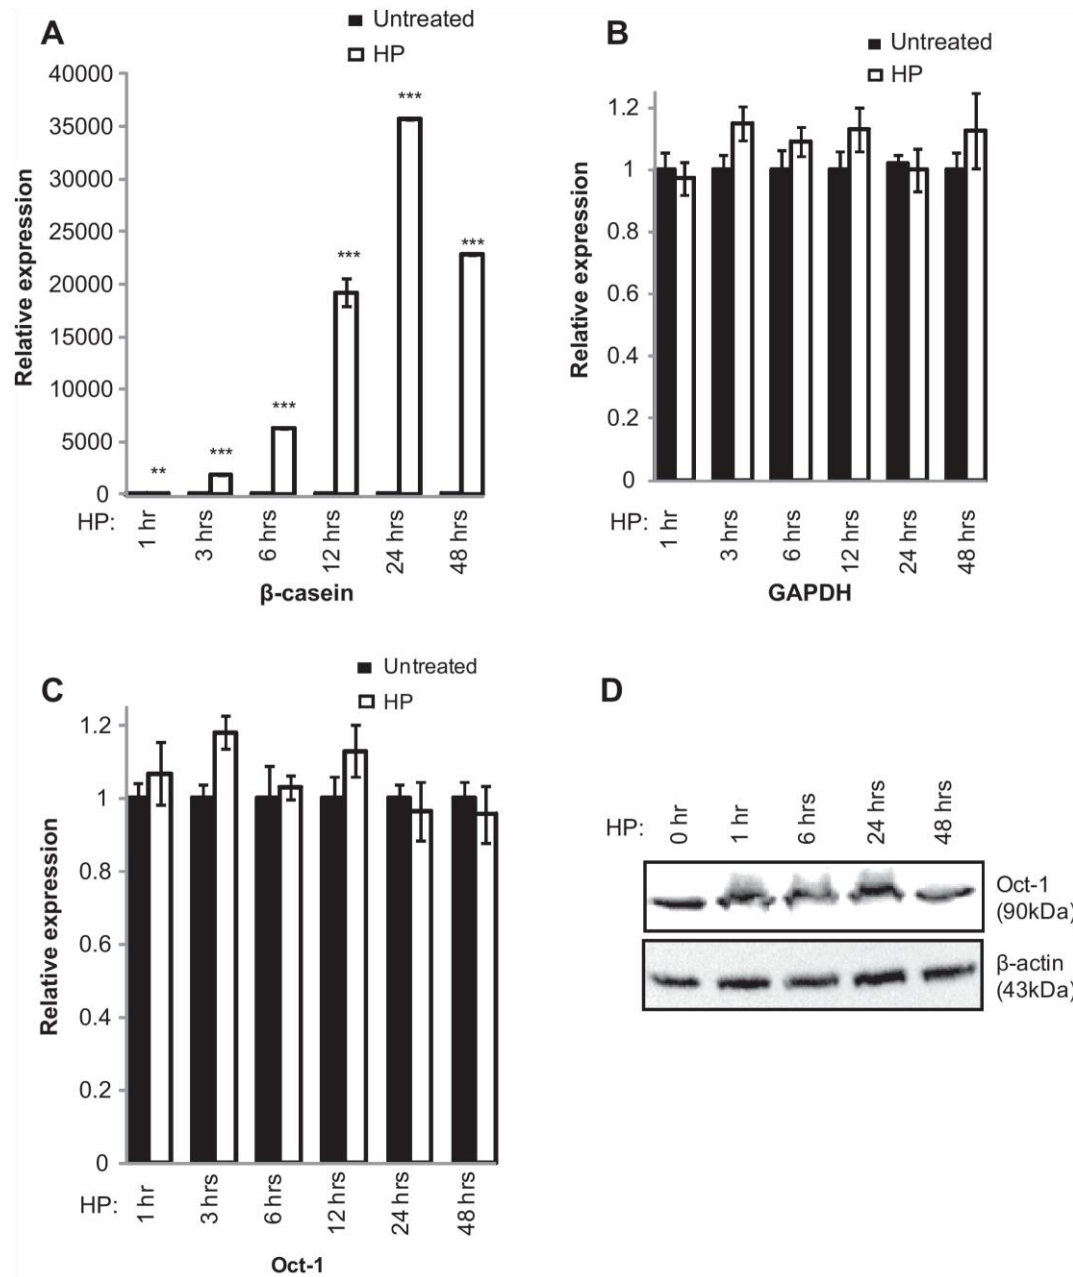 A
Untreated
HP
40000
35000
30000
25000
20000
15000
10000
5000
0
Relative expression
***
***
***
***
***
**
HP:
1 hr
3 hrs
6 hrs
12 hrs
24 hrs
48 hrs
β-casein
B
Untreated
HP
1.2
1
0.8
0.6
0.4
0.2
0
Relative expression
HP:
1 hr
3 hrs
6 hrs
12 hrs
24 hrs
48 hrs
GAPDH
C
Untreated
HP
1.2
1
0.8
0.6
0.4
0.2
0
Relative expression
HP:
1 hr
3 hrs
6 hrs
12 hrs
24 hrs
48 hrs
Oct-1
D
HP:
0 hr
1 hr
6 hrs
24 hrs
48 hrs
Oct-1
(90kDa)
β-actin
(43kDa)